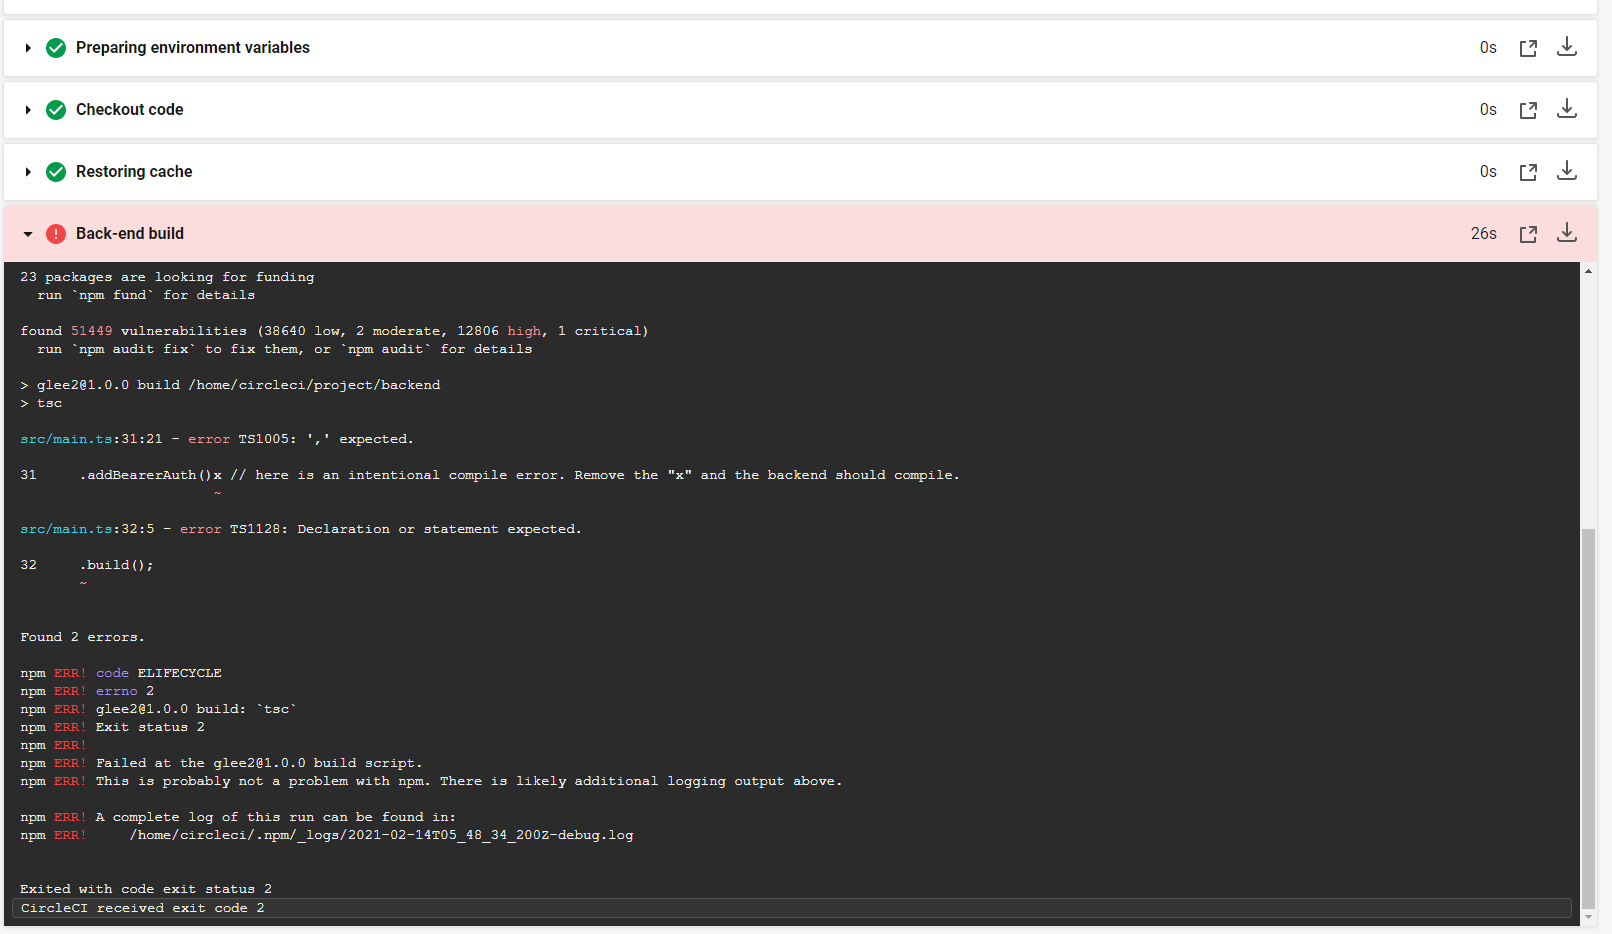 Preparing environment variables 0s
Checkout code 0s
Restoring cache 0s
Back-end build 26s
23 packages are looking for funding
  run `npm fund` for details
found 51449 vulnerabilities (38640 low, 2 moderate, 12806 high, 1 critical)
  run `npm audit fix` to fix them, or `npm audit` for details
> glee2@1.0.0 build /home/circleci/project/backend
> tsc
src/main.ts:31:21 - error TS1005: ',' expected.
31     .addBearerAuth()x // here is an intentional compile error. Remove the "x" and the backend should compile.
~
src/main.ts:32:5 - error TS1128: Declaration or statement expected.
32     .build();
~
Found 2 errors.
npm ERR! code ELIFECYCLE
npm ERR! errno 2
npm ERR! glee2@1.0.0 build: `tsc`
npm ERR! Exit status 2
npm ERR!
npm ERR! Failed at the glee2@1.0.0 build script.
npm ERR! This is probably not a problem with npm. There is likely additional logging output above.
npm ERR! A complete log of this run can be found in:
npm ERR!     /home/circleci/.npm/_logs/2021-02-14T05_48_34_200Z-debug.log
Exited with code exit status 2
CircleCI received exit code 2